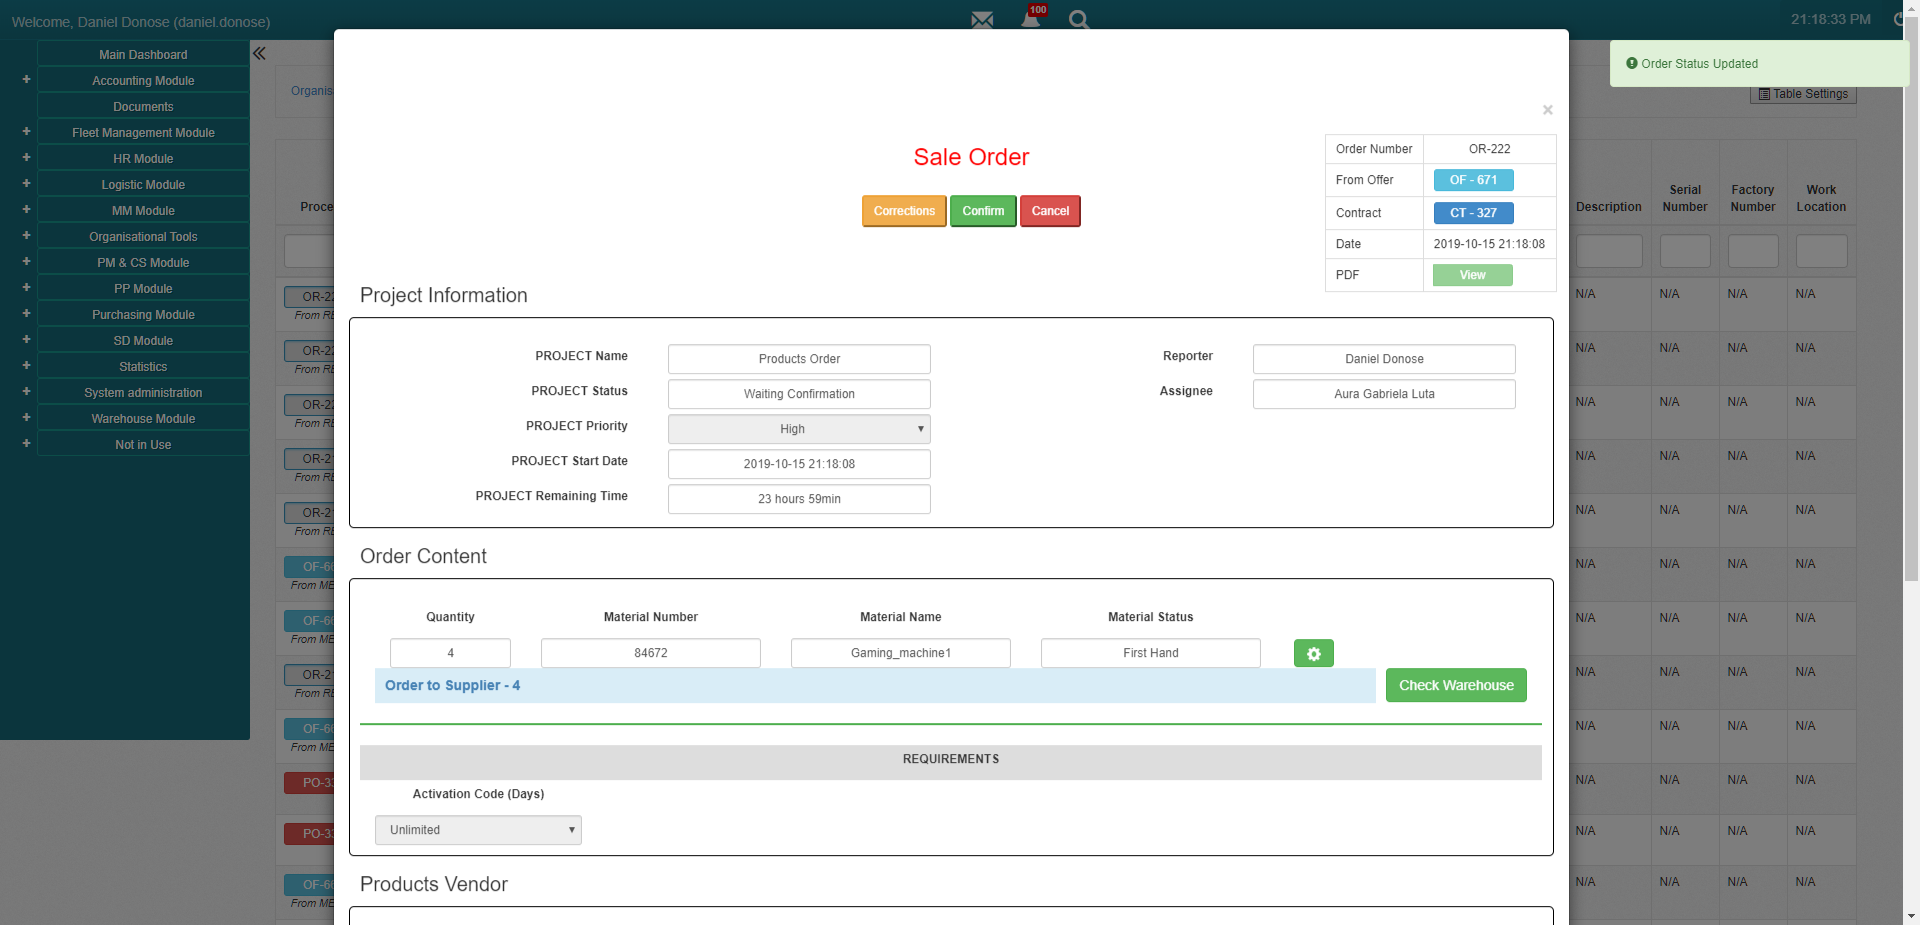 Welcome, Daniel Donose (daniel.donose)
100
21:18:33 PM
Main Dashboard
Accounting Module
Documents
Fleet Management Module
HR Module
Logistic Module
MM Module
Organisational Tools
PM & CS Module
PP Module
Purchasing Module
SD Module
Statistics
System administration
Warehouse Module
Not in Use
Order Status Updated
Table Settings
×
Sale Order
Corrections Confirm Cancel
Order Number OR-222
From Offer OF - 671
Contract CT - 327
Date 2019-10-15 21:18:08
PDF View
Project Information
PROJECT Name Products Order
PROJECT Status Waiting Confirmation
PROJECT Priority High
PROJECT Start Date 2019-10-15 21:18:08
PROJECT Remaining Time 23 hours 59min
Reporter Daniel Donose
Assignee Aura Gabriela Luta
Order Content
Quantity Material Number Material Name Material Status
4 84672 Gaming_machine1 First Hand
Order to Supplier - 4
Check Warehouse
REQUIREMENTS
Activation Code (Days)
Unlimited
Products Vendor
Description Serial Number Factory Number Work Location
N/A N/A N/A N/A
N/A N/A N/A N/A
N/A N/A N/A N/A
N/A N/A N/A N/A
N/A N/A N/A N/A
N/A N/A N/A N/A
N/A N/A N/A N/A
N/A N/A N/A N/A
N/A N/A N/A N/A
N/A N/A N/A N/A
N/A N/A N/A N/A
N/A N/A N/A N/A